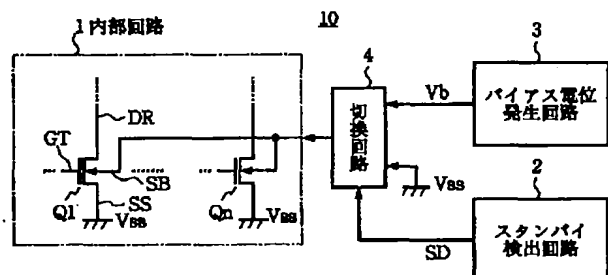 1内部回路
10
3
4
Vb
バイアス電位
発生回路
DR
切換回路
GT
SB
Vss
2
Q1
SS
Qn
Vss
Vss
SD
スタンバイ
検出回路